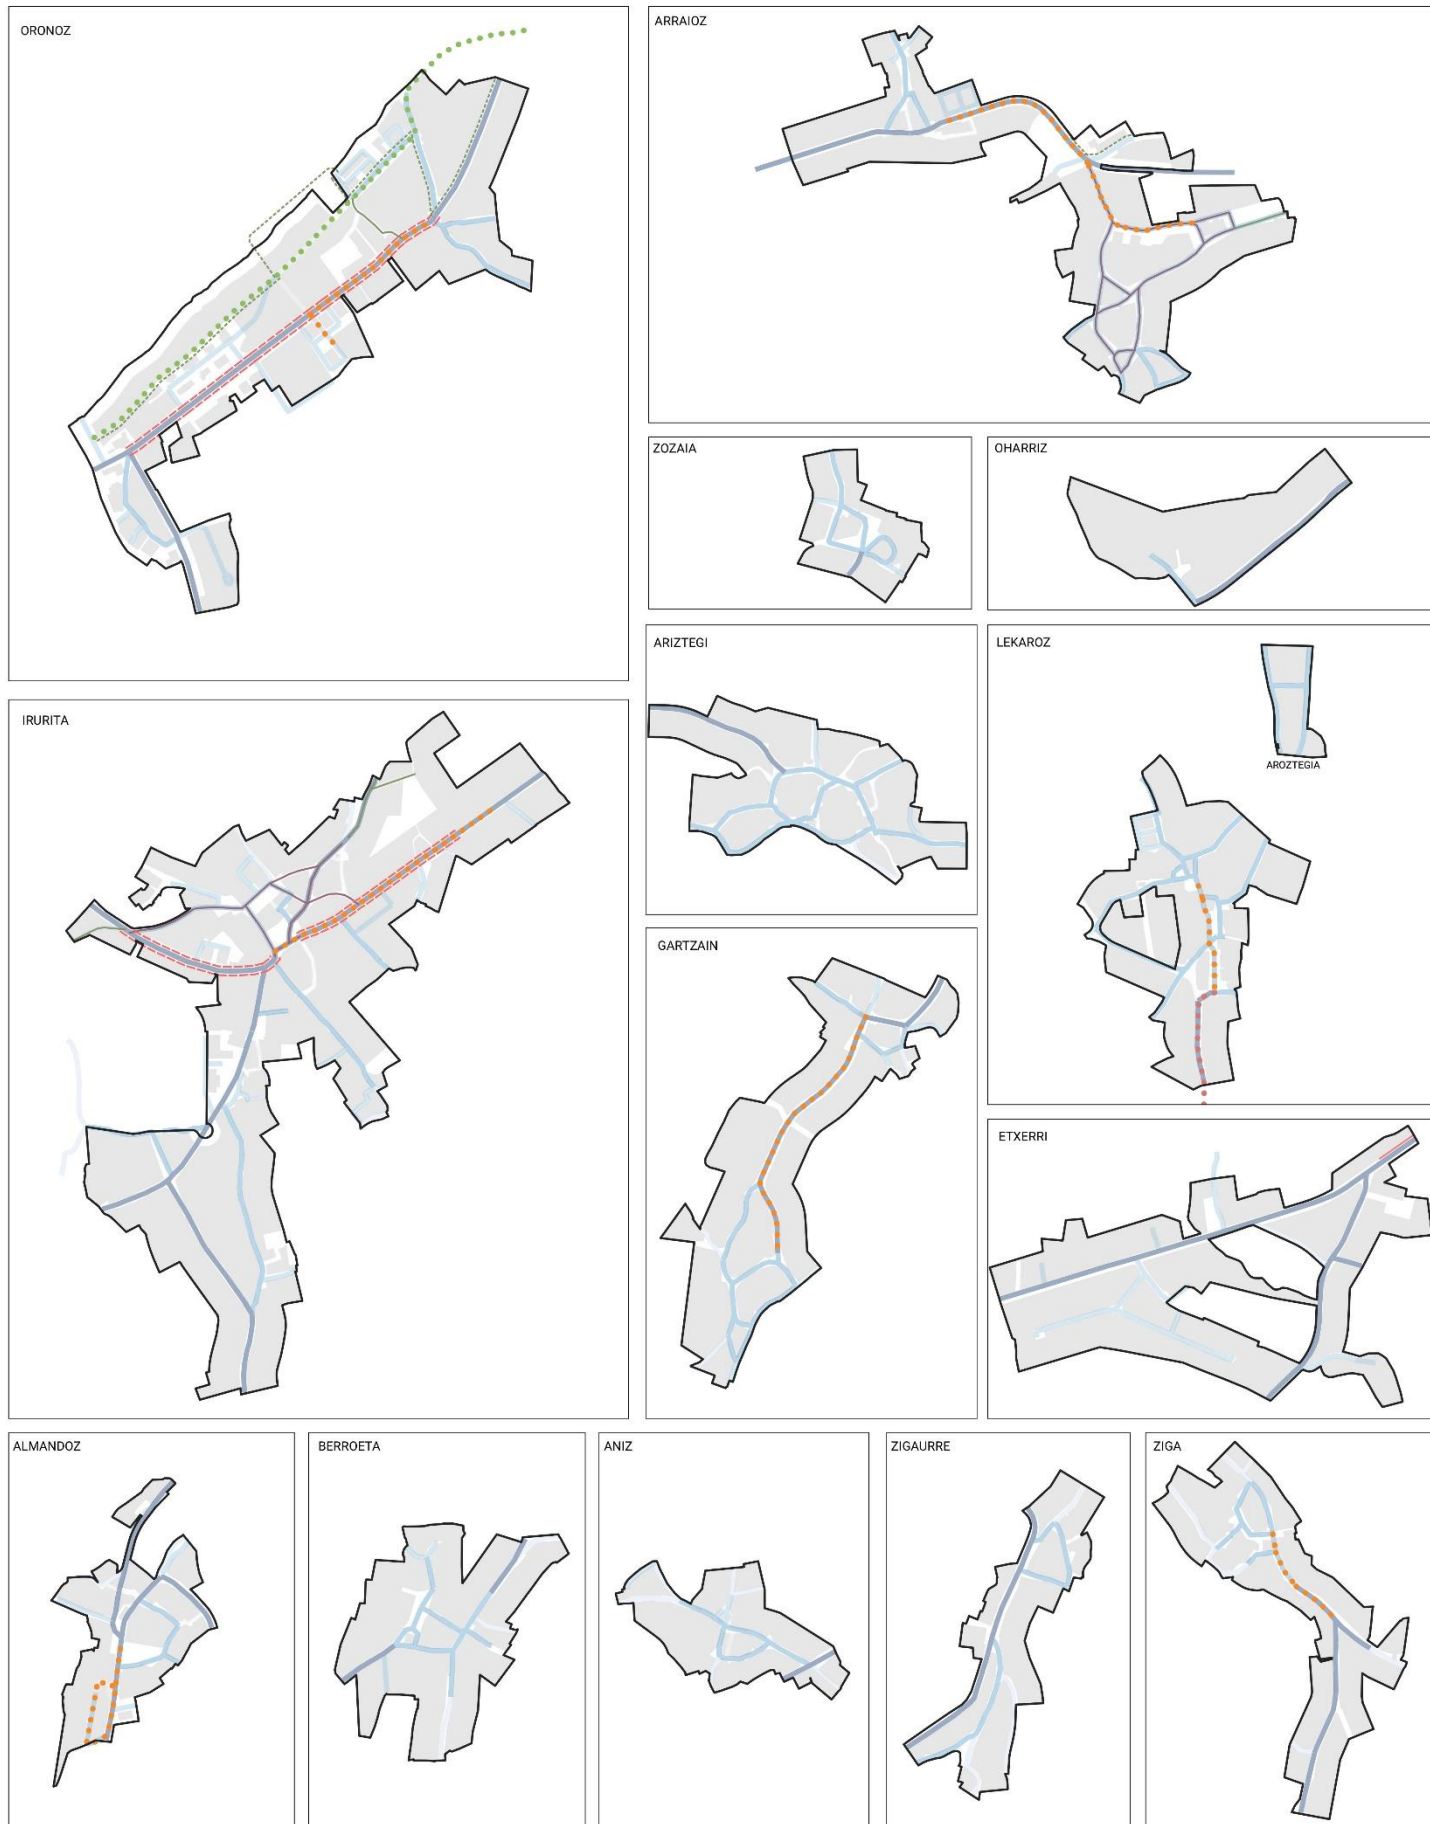 ORONOZ
ARRAIOZ
ZOZAIA
OHARRIZ
ARIZTEGI
LEKAROZ
AROZTEGIA
IRURITA
GARTZAIN
ETXERRI
ALMANDOZ
BERROETA
ANIZ
ZIGAURRE
ZIGA